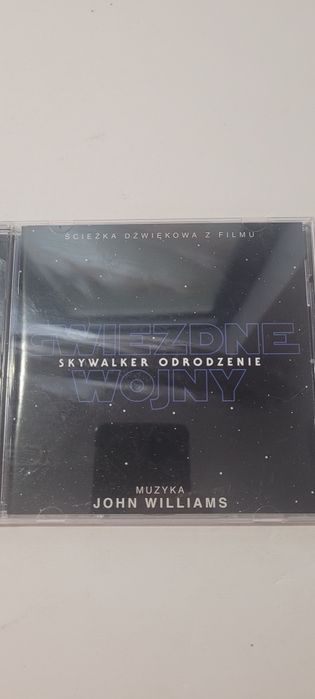 ŚCIEŻKA DŹWIĘKOWA Z FILMU
GWIEZDNE
SKYWALKER ODRODZENIE
WOJNY
MUZYKA
JOHN WILLIAMS